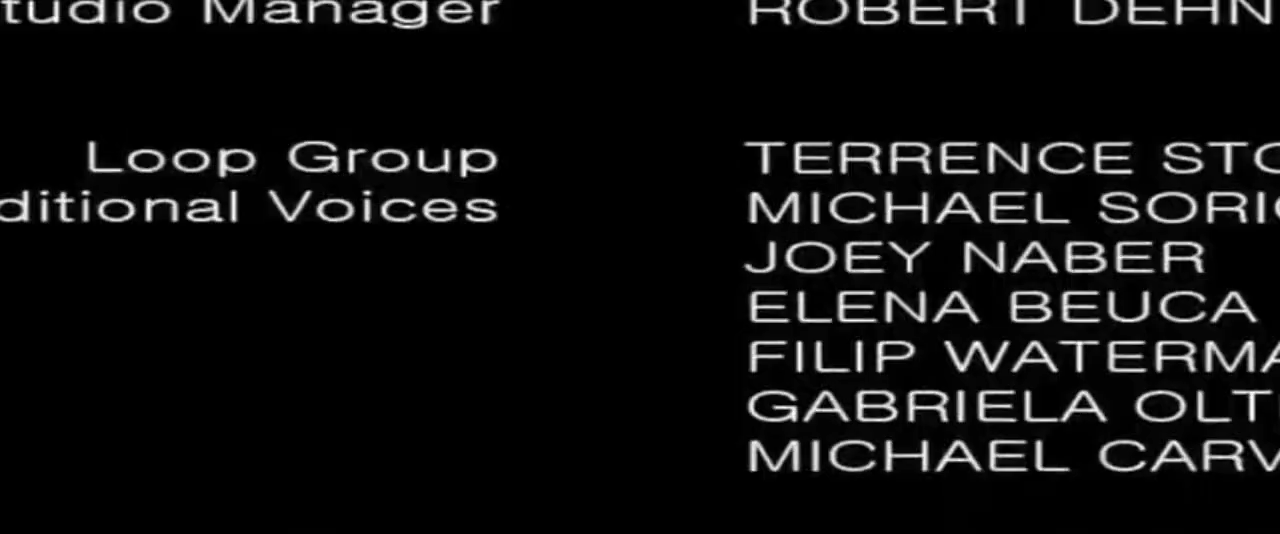 tudio Manager ROBERT DEHN
Loop Group TERRENCE STO
ditional Voices MICHAEL SORI
JOEY NABER
ELENA BEUCA
FILIP WATERMA
GABRIELA OLT
MICHAEL CARV